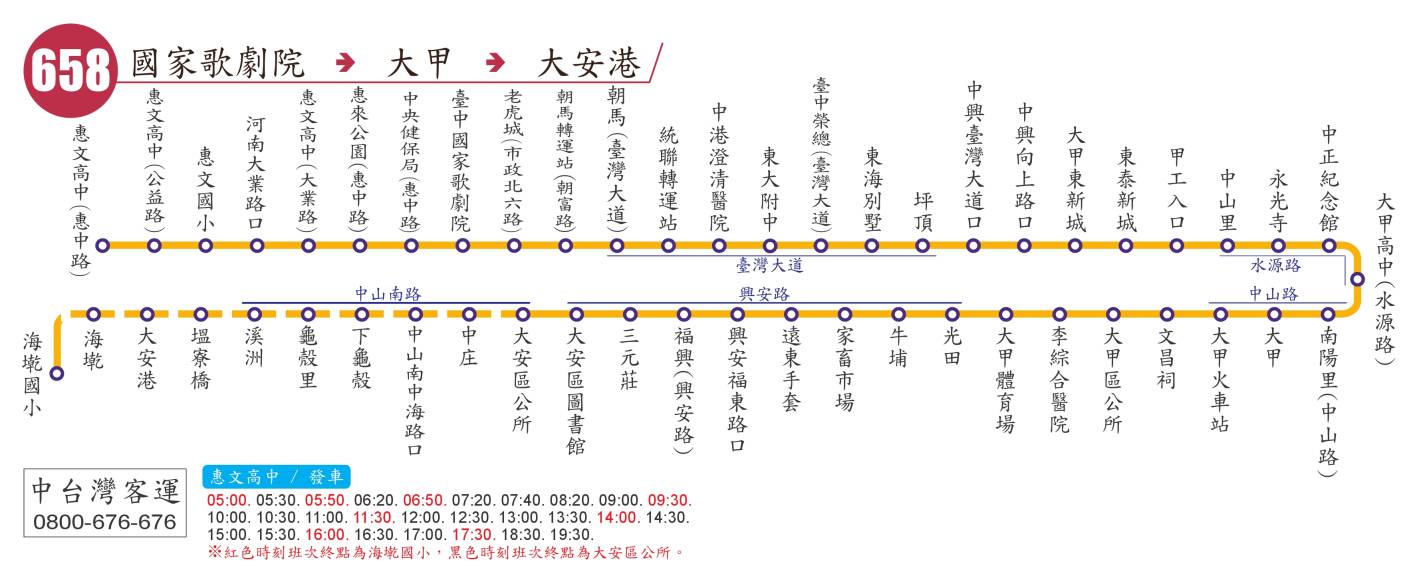 658 國家歌劇院 → 大甲 → 大安港
惠文高中(惠中路)
惠文高中(公益路)
惠文國小
河南大業路口
惠文高中(大業路)
惠來公園(惠中路)
中央健保局(惠中路)
臺中國家歌劇院
老虎城(市政北六路)
朝馬轉運站(朝富路)
朝馬(臺灣大道)
統聯轉運站
中港澄清醫院
東大附中
臺中榮總(臺灣大道)
東海別墅
坪頂
中興臺灣大道口
中興向上路口
大甲東新城
東泰新城
甲工入口
中山里
永光寺
中正紀念館
大甲高中(水源路)
臺灣大道
水源路
中山南路
興安路
中山路
海墘國小
海墘
大安港
塭寮橋
溪洲
龜殼里
下龜殼
中山南中海路口
中庄
大安區公所
大安區圖書館
三元莊
福興(興安路)
興安福東路口
遠東手套
家畜市場
牛埔
光田
大甲體育場
李綜合醫院
大甲區公所
文昌祠
大甲火車站
大甲
南陽里(中山路)
中台灣客運
0800-676-676
惠文高中 / 發車
05:00. 05:30. 05:50. 06:20. 06:50. 07:20. 07:40. 08:20. 09:00. 09:30.
10:00. 10:30. 11:00. 11:30. 12:00. 12:30. 13:00. 13:30. 14:00. 14:30.
15:00. 15:30. 16:00. 16:30. 17:00. 17:30. 18:30. 19:30.
※紅色時刻班次終點為海墘國小，黑色時刻班次終點為大安區公所。